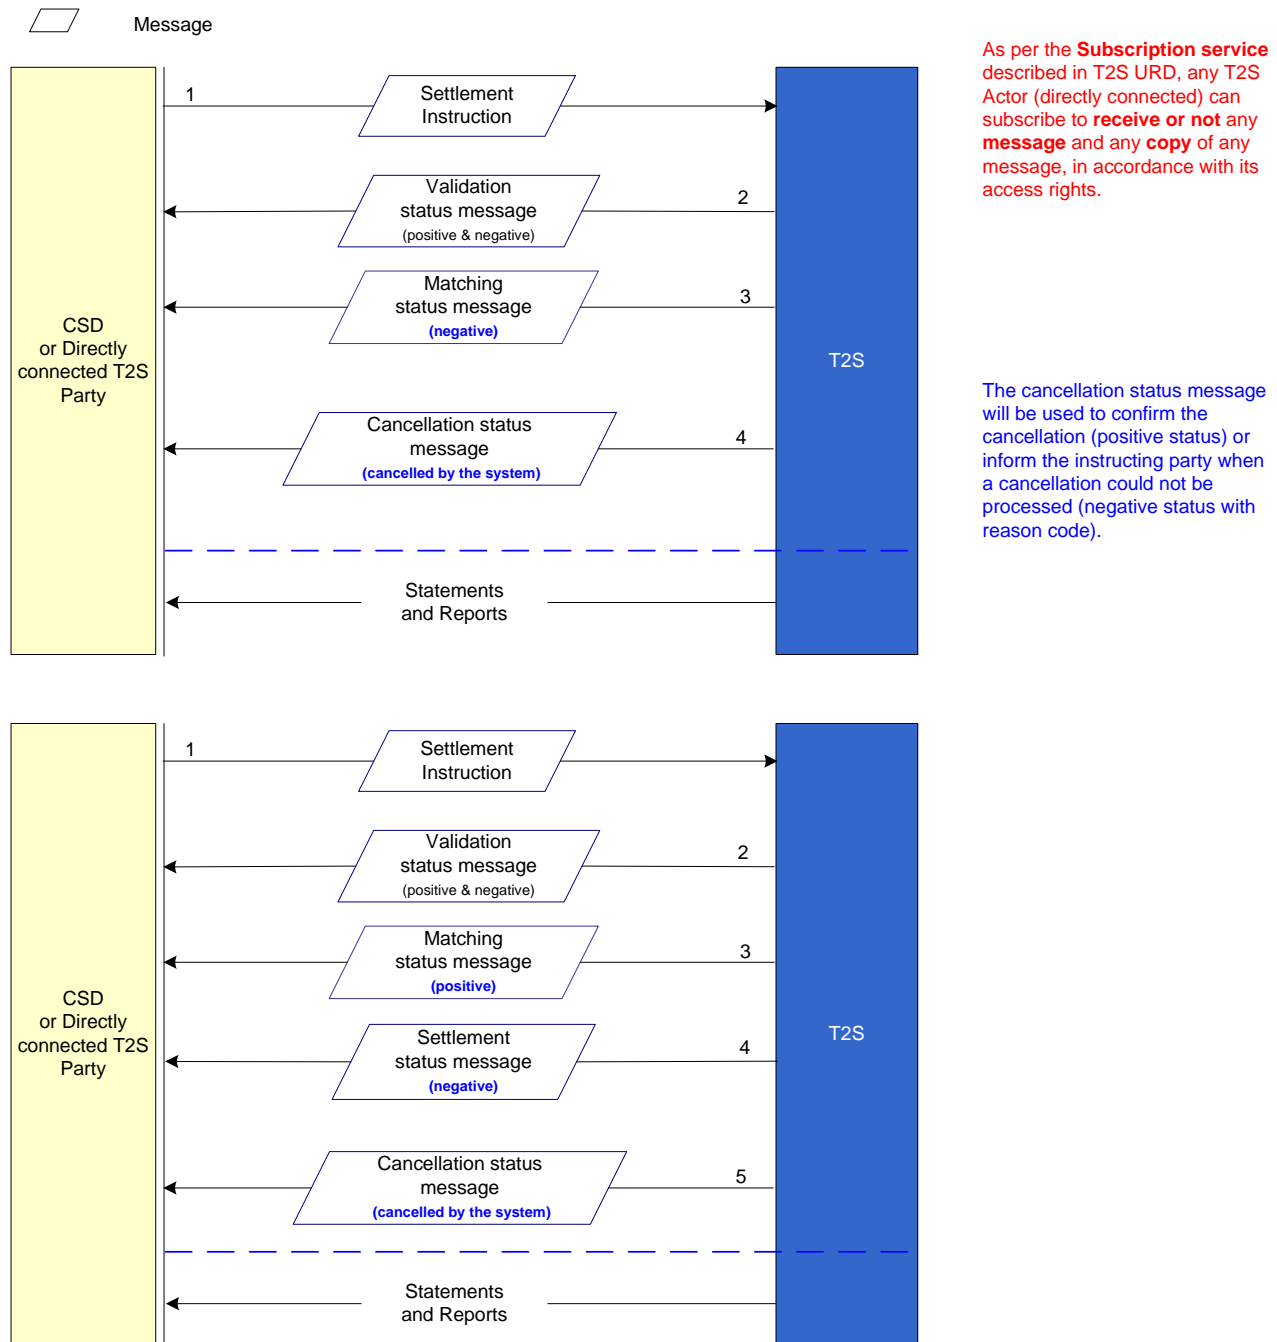 Message
As per the Subscription service
described in T2S URD, any T2S
Actor (directly connected) can
subscribe to receive or not any
message and any copy of any
message, in accordance with its
access rights.
1
Settlement
Instruction
Validation
status message
(positive & negative)
2
Matching
status message
(negative)
3
CSD
or Directly
connected T2S
Party
T2S
Cancellation status
message
(cancelled by the system)
4
The cancellation status message
will be used to confirm the
cancellation (positive status) or
inform the instructing party when
a cancellation could not be
processed (negative status with
reason code).
Statements
and Reports
1
Settlement
Instruction
Validation
status message
(positive & negative)
2
Matching
status message
(positive)
3
CSD
or Directly
connected T2S
Party
T2S
Settlement
status message
(negative)
4
Cancellation status
message
(cancelled by the system)
5
Statements
and Reports